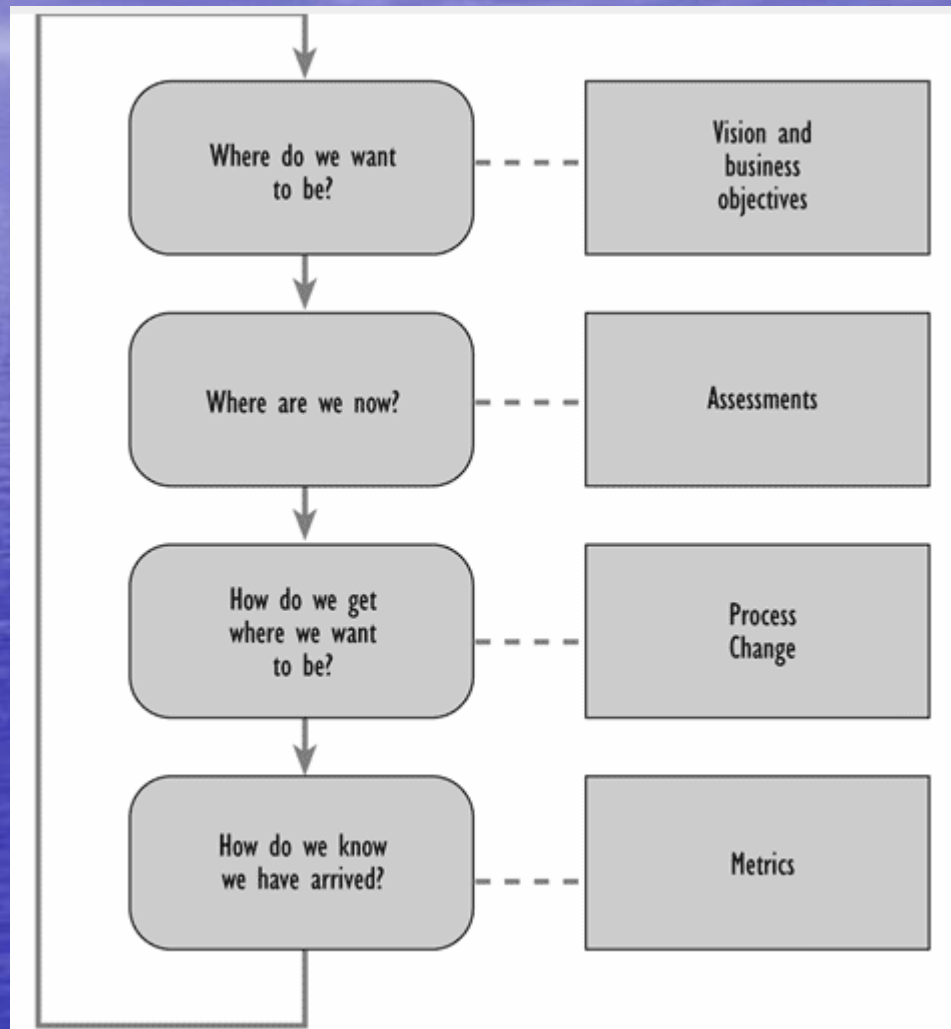 Where do we want
to be?
Vision and
business
objectives
Where are we now?
Assessments
How do we get
where we want
to be?
Process
Change
How do we know
we have arrived?
Metrics